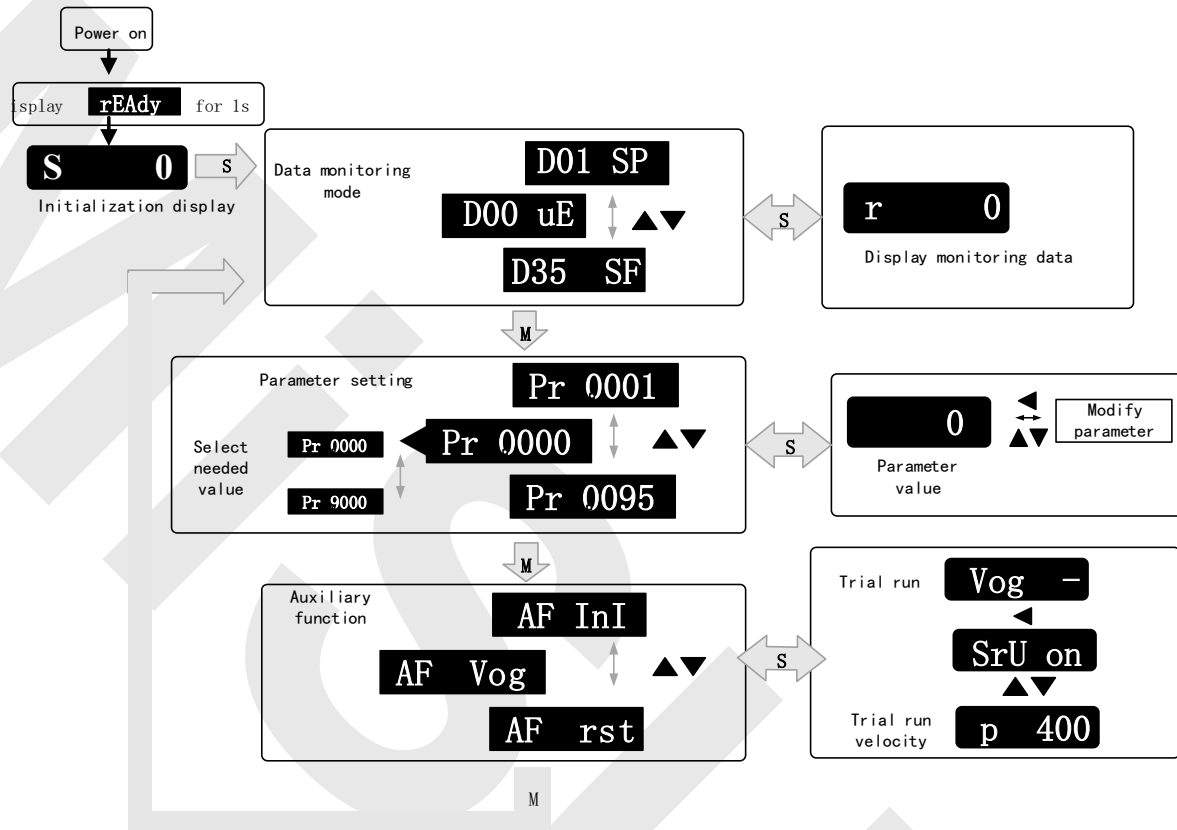 Power on
isplay rEAdy for 1s
S 0
S
Initialization display
Data monitoring
mode
D01 SP
D00 uE
D35 SF
S
r 0
Display monitoring data
M
Parameter setting
Pr 0001
Select
needed
value
Pr 0000
Pr 9000
Pr 0000
Pr 0095
S
0
Modify
parameter
Parameter
value
M
Auxiliary
function
AF InI
AF Vog
AF rst
S
Trial run
Vog -
SrU on
Trial run
velocity
p 400
M